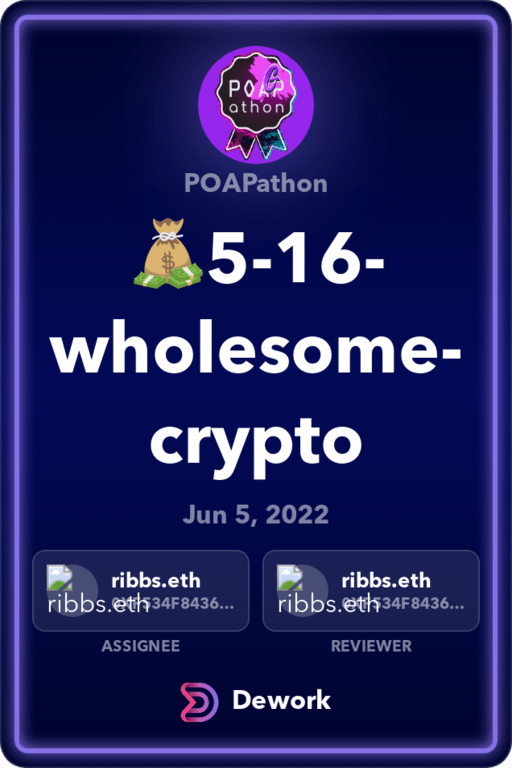 POAP
athon
POAPathon
💰5-16-
wholesome-
crypto
Jun 5, 2022
ribbs.eth
ribbs.eth
ribbs.eth
ribbs.eth
ASSIGNEE
REVIEWER
Dework